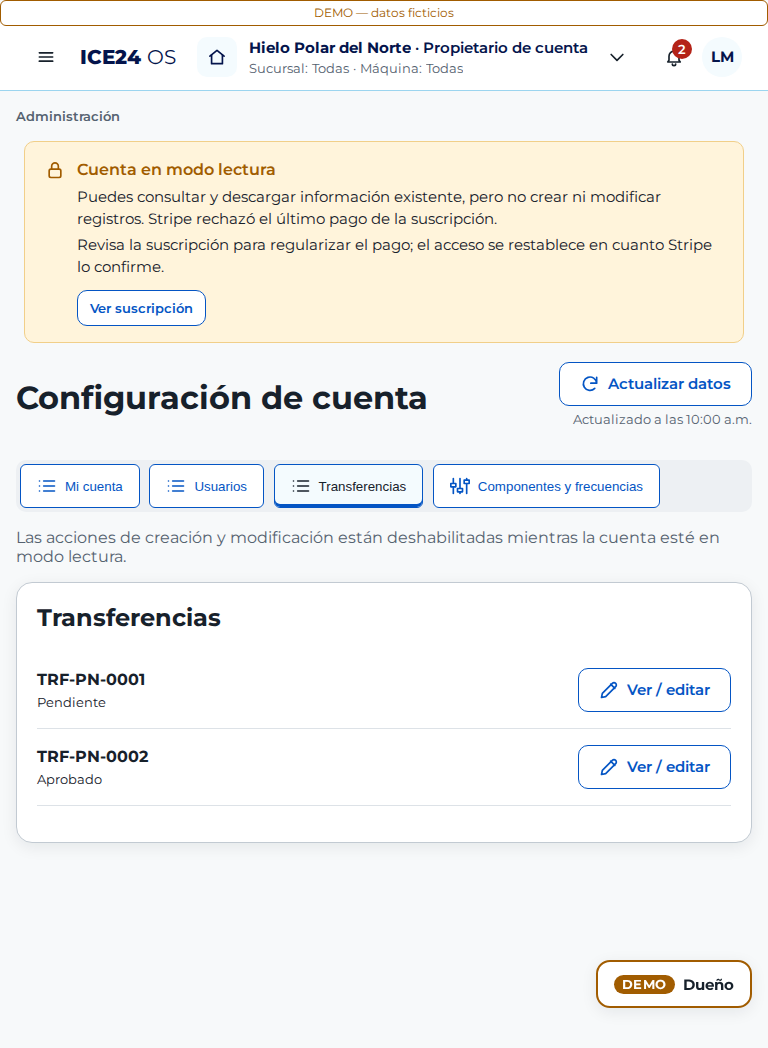 DEMO — datos ficticios
ICE24 OS
Hielo Polar del Norte · Propietario de cuenta
Sucursal: Todas · Máquina: Todas
2
LM
Administración
Cuenta en modo lectura
Puedes consultar y descargar información existente, pero no crear ni modificar
registros. Stripe rechazó el último pago de la suscripción.
Revisa la suscripción para regularizar el pago; el acceso se restablece en cuanto Stripe
lo confirme.
Ver suscripción
Configuración de cuenta
Actualizar datos
Actualizado a las 10:00 a.m.
Mi cuenta
Usuarios
Transferencias
Componentes y frecuencias
Las acciones de creación y modificación están deshabilitadas mientras la cuenta esté en
modo lectura.
Transferencias
TRF-PN-0001
Pendiente
Ver / editar
TRF-PN-0002
Aprobado
Ver / editar
DEMO Dueño